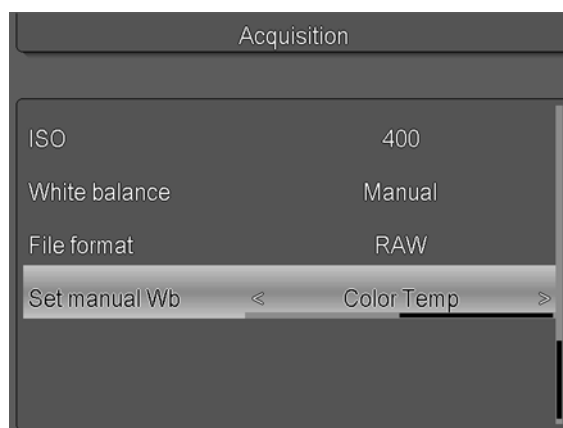 Acquisition
ISO 400
White balance Manual
File format RAW
Set manual Wb < Color Temp >